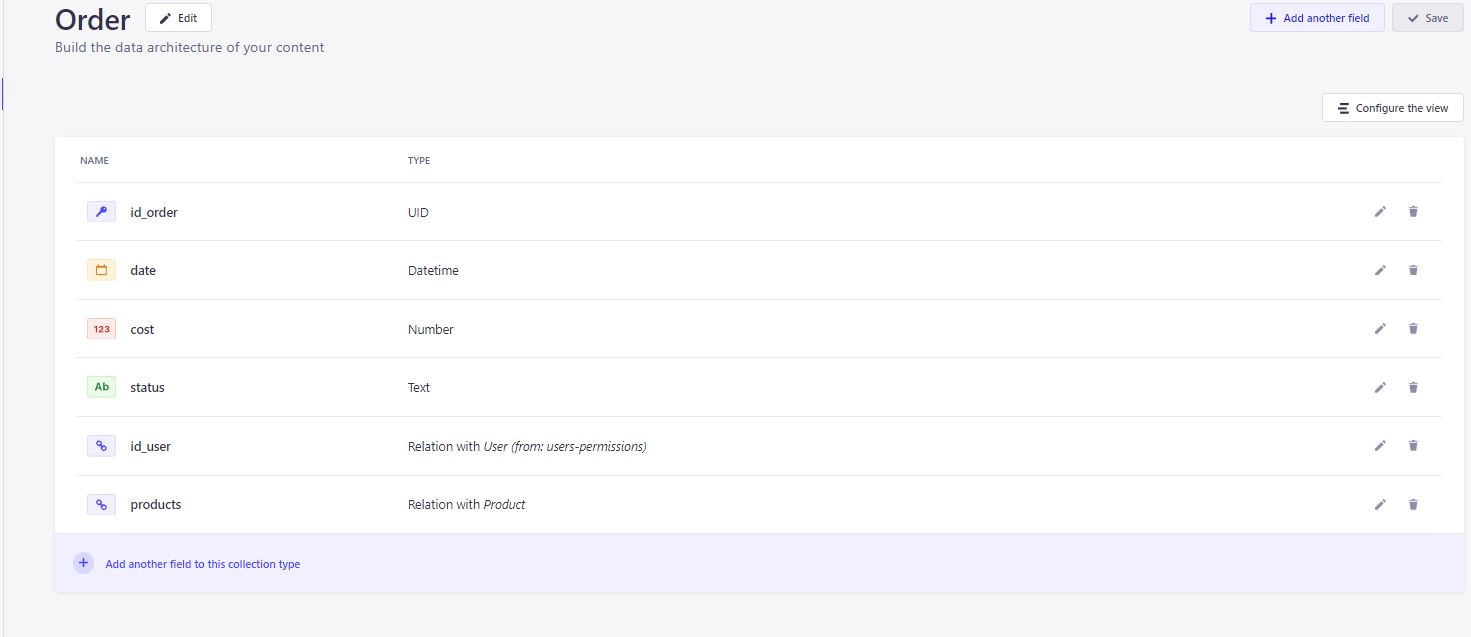 Order
Edit
Add another field
Save
Build the data architecture of your content
Configure the view
NAME TYPE
id_order UID
date Datetime
123 cost Number
Ab status Text
id_user Relation with User (from: users-permissions)
products Relation with Product
Add another field to this collection type